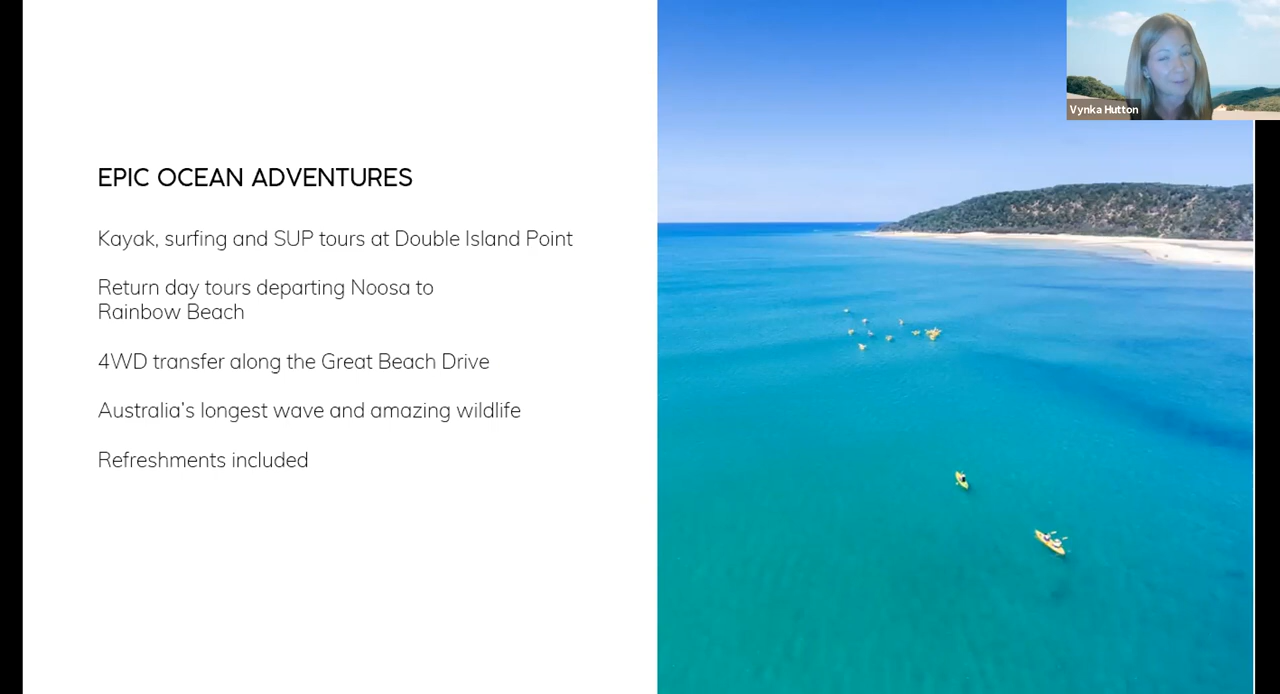 EPIC OCEAN ADVENTURES
Kayak, surfing and SUP tours at Double Island Point
Return day tours departing Noosa to
Rainbow Beach
4WD transfer along the Great Beach Drive
Australia's longest wave and amazing wildlife
Refreshments included
Vynka Hutton